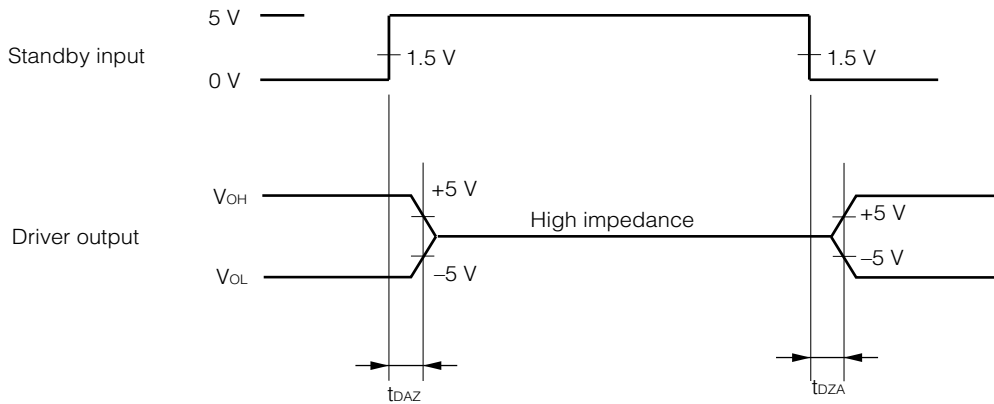 5 V
Standby input
1.5 V
1.5 V
0 V
VOH
+5 V
High impedance
+5 V
Driver output
–5 V
VOL
–5 V
tDAZ
tDZA